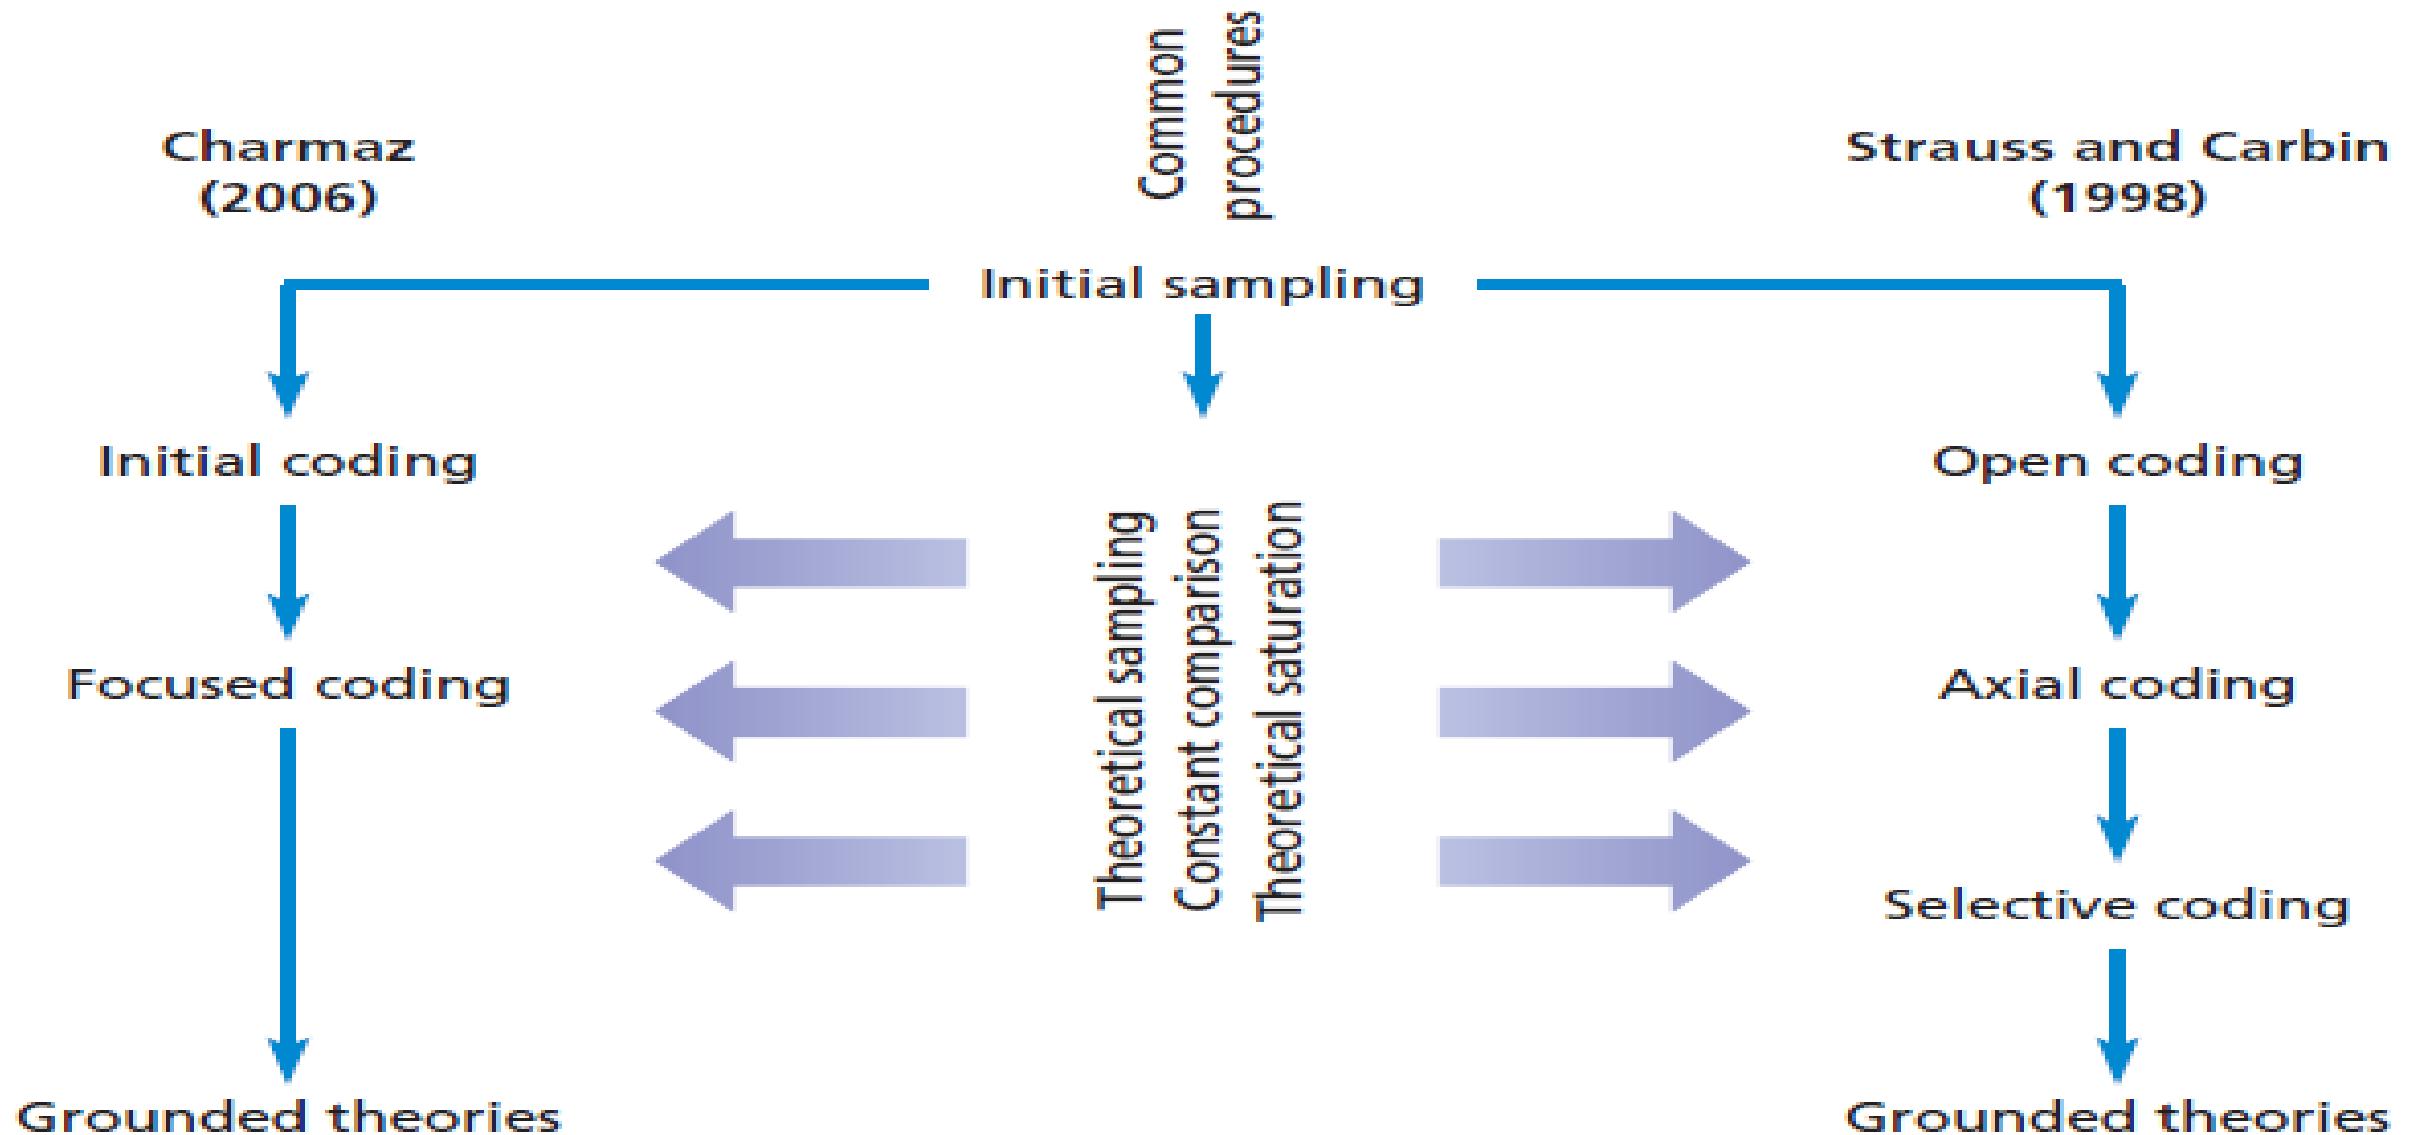 Common
procedures
Charmaz
(2006)
Strauss and Carbin
(1998)
Initial sampling
Initial coding
Open coding
Theoretical sampling
Constant comparison
Theoretical saturation
Focused coding
Axial coding
Selective coding
Grounded theories
Grounded theories